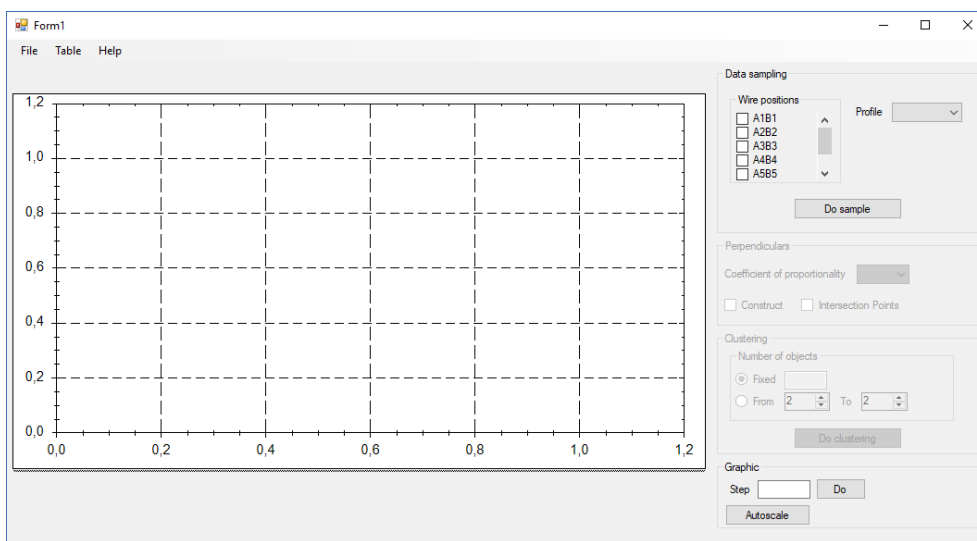 Form1
File Table Help
1,2
1,0
0,8
0,6
0,4
0,2
0,0
0,0 0,2 0,4 0,6 0,8 1,0 1,2
Data sampling
Wire positions
A1B1
A2B2
A3B3
A4B4
A5B5
Profile
Do sample
Perpendiculars
Coefficient of proportionality
Construct Intersection Points
Clustering
Number of objects
Fixed
From 2 To 2
Do clustering
Graphic
Step Do
Autoscale